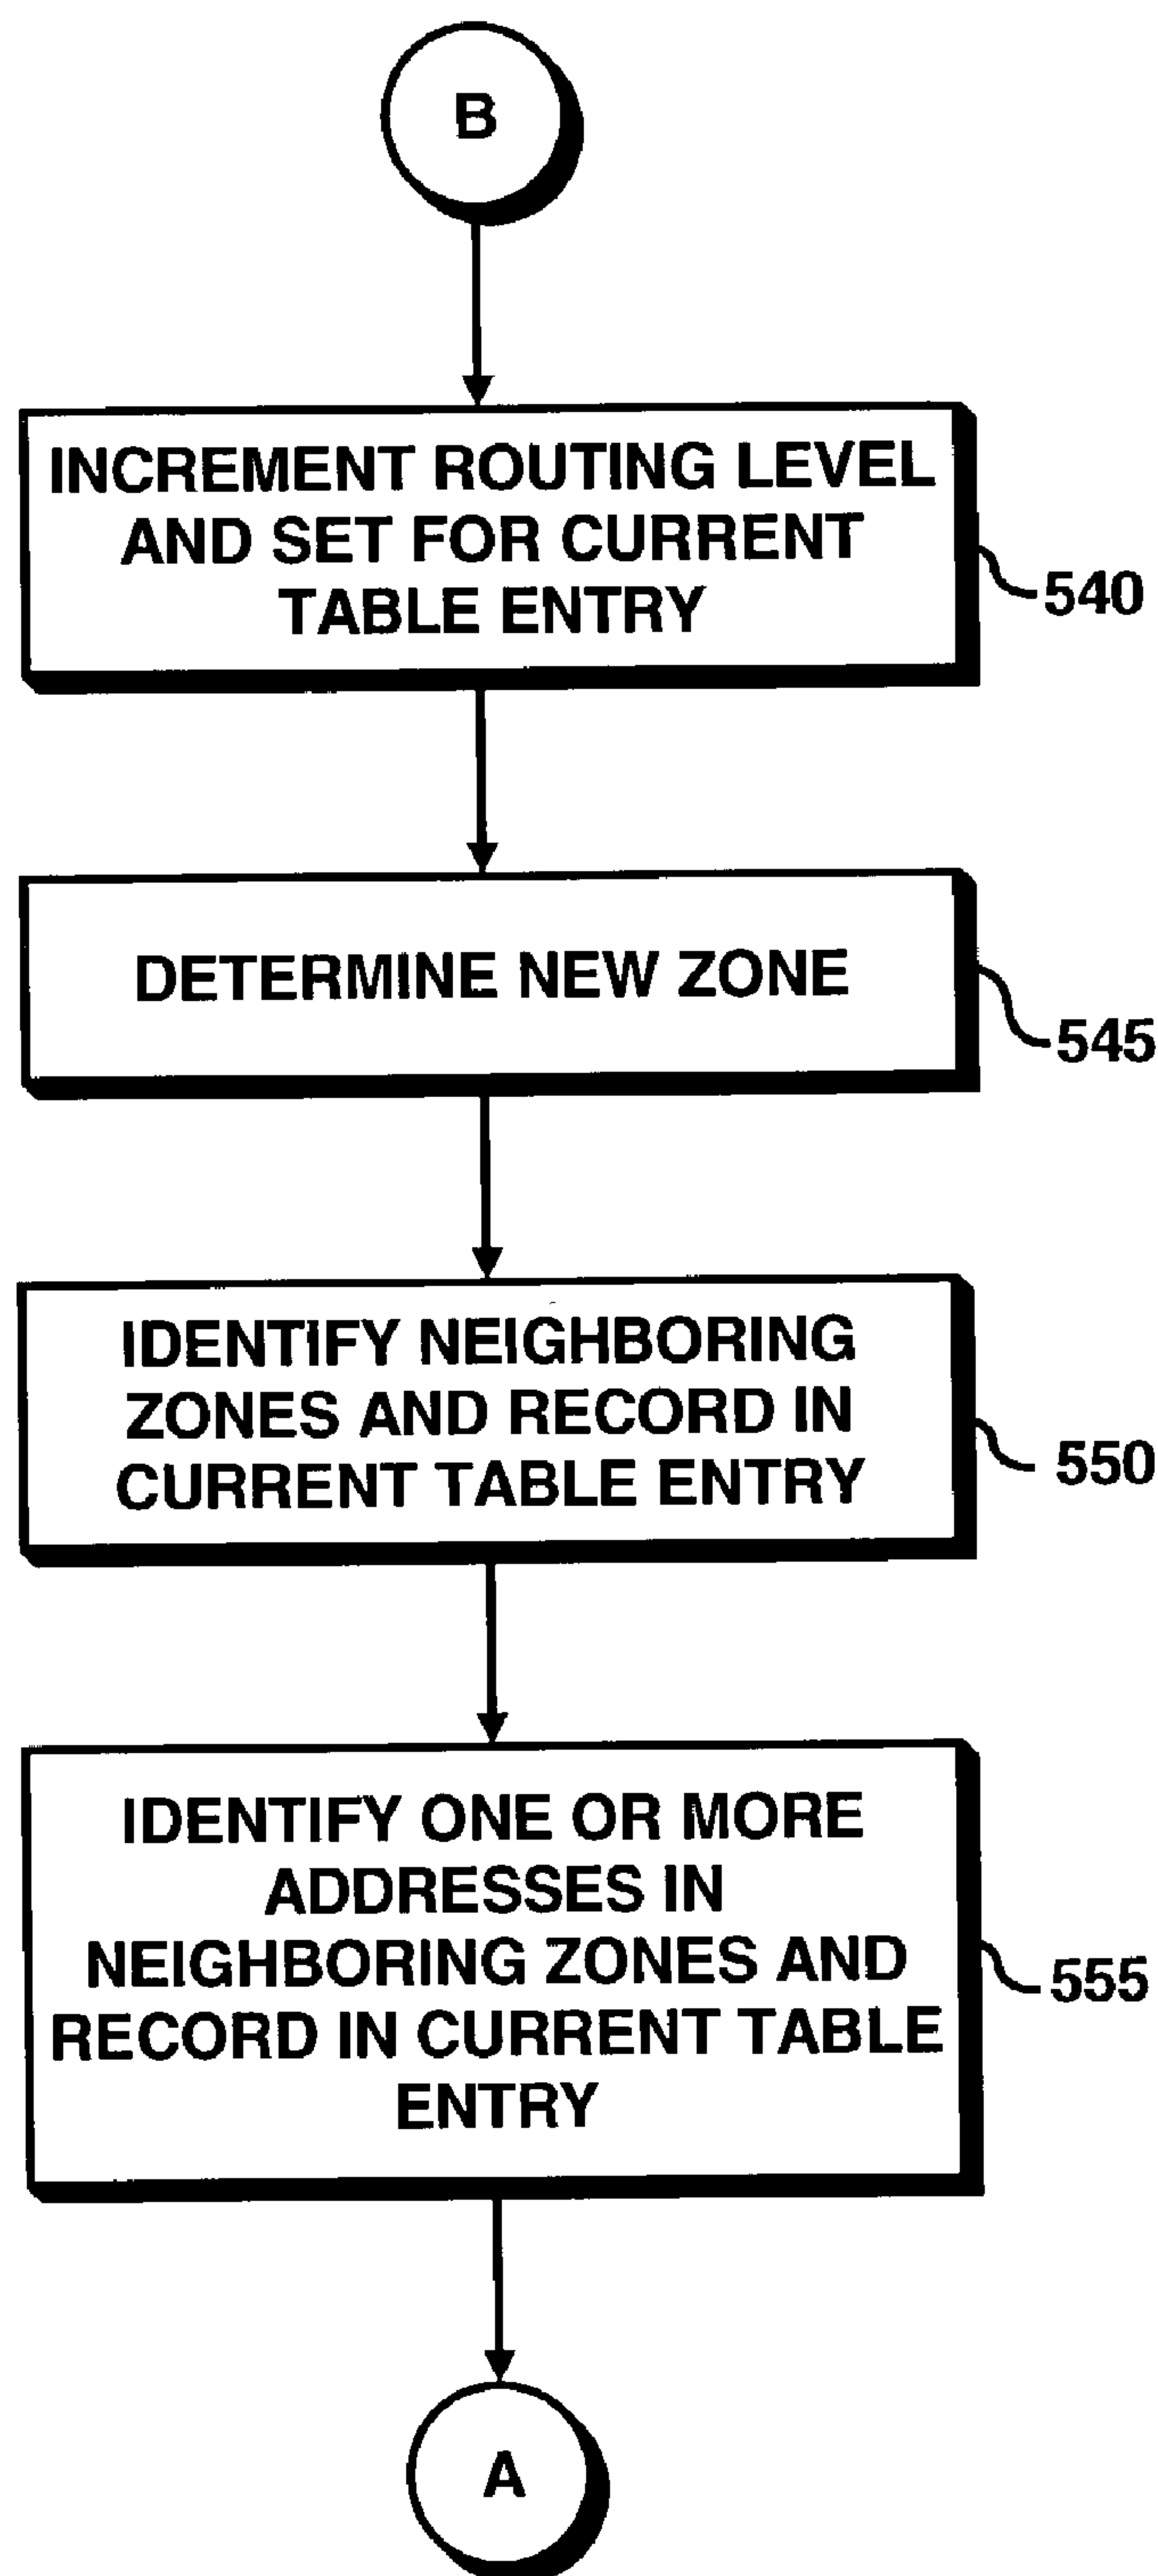 B
INCREMENT ROUTING LEVEL
AND SET FOR CURRENT
TABLE ENTRY
540
DETERMINE NEW ZONE
545
IDENTIFY NEIGHBORING
ZONES AND RECORD IN
CURRENT TABLE ENTRY
550
IDENTIFY ONE OR MORE
ADDRESSES IN
NEIGHBORING ZONES AND
RECORD IN CURRENT TABLE
ENTRY
555
A